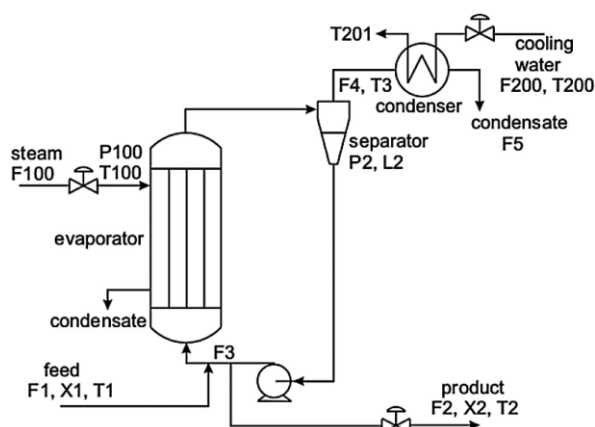 T201
cooling
water
F200, T200
F4, T3
condenser
condensate
F5
separator
P2, L2
steam
F100
P100
T100
evaporator
condensate
F3
feed
F1, X1, T1
product
F2, X2, T2